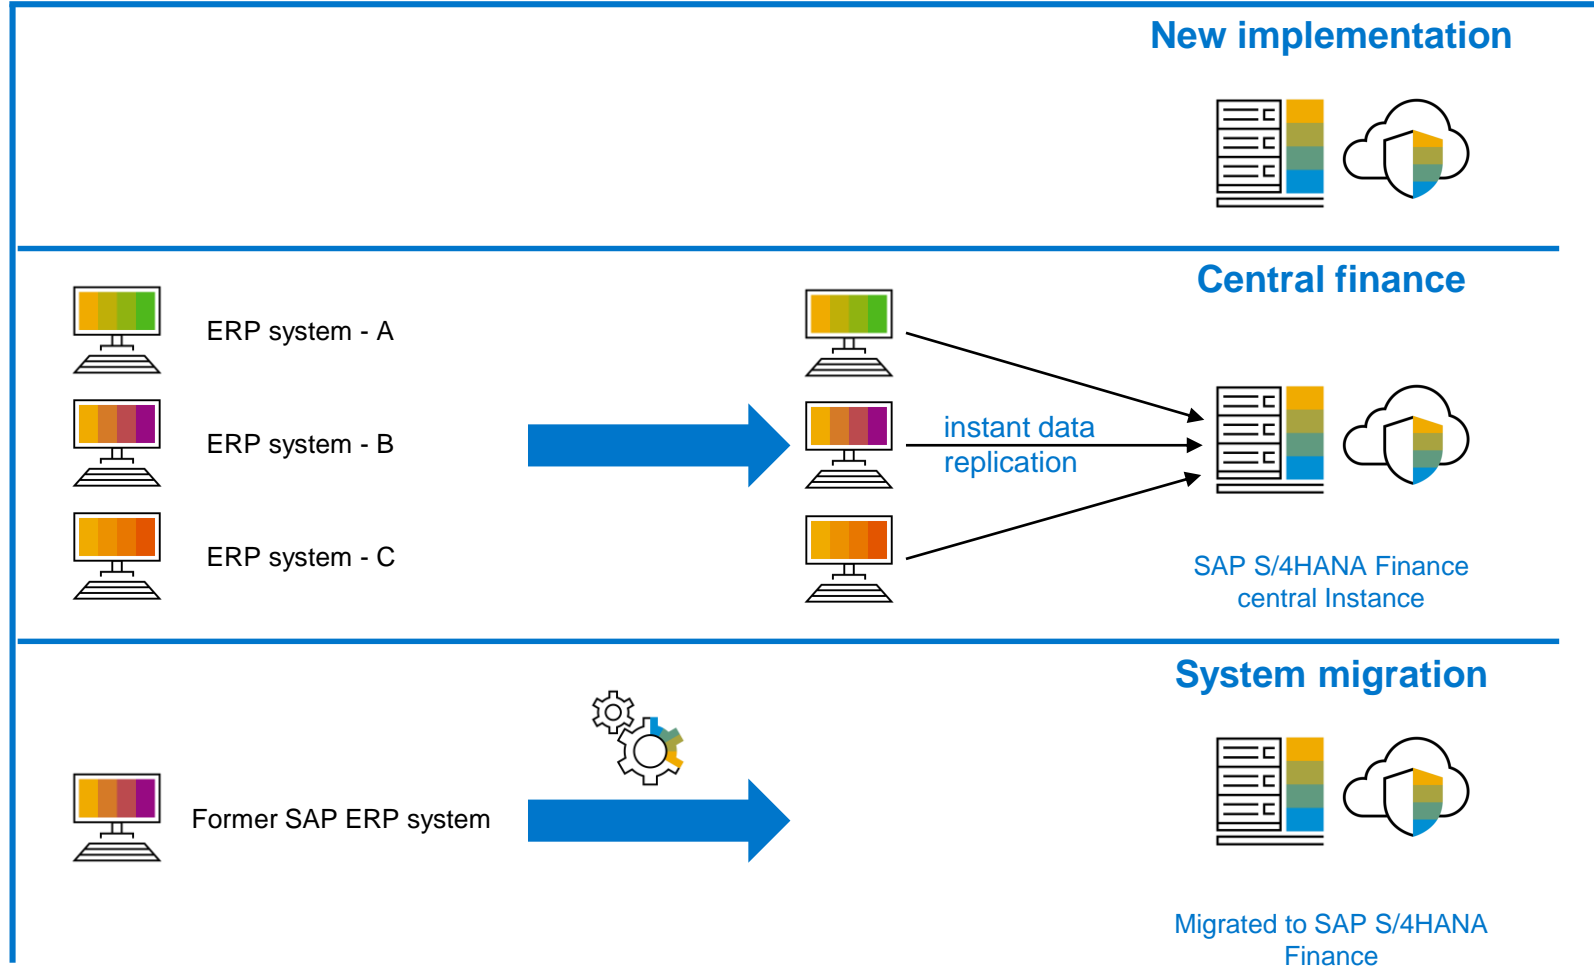 New implementation
Central finance
ERP system - A
ERP system - B
instant data
replication
ERP system - C
SAP S/4HANA Finance
central Instance
System migration
Former SAP ERP system
Migrated to SAP S/4HANA
Finance